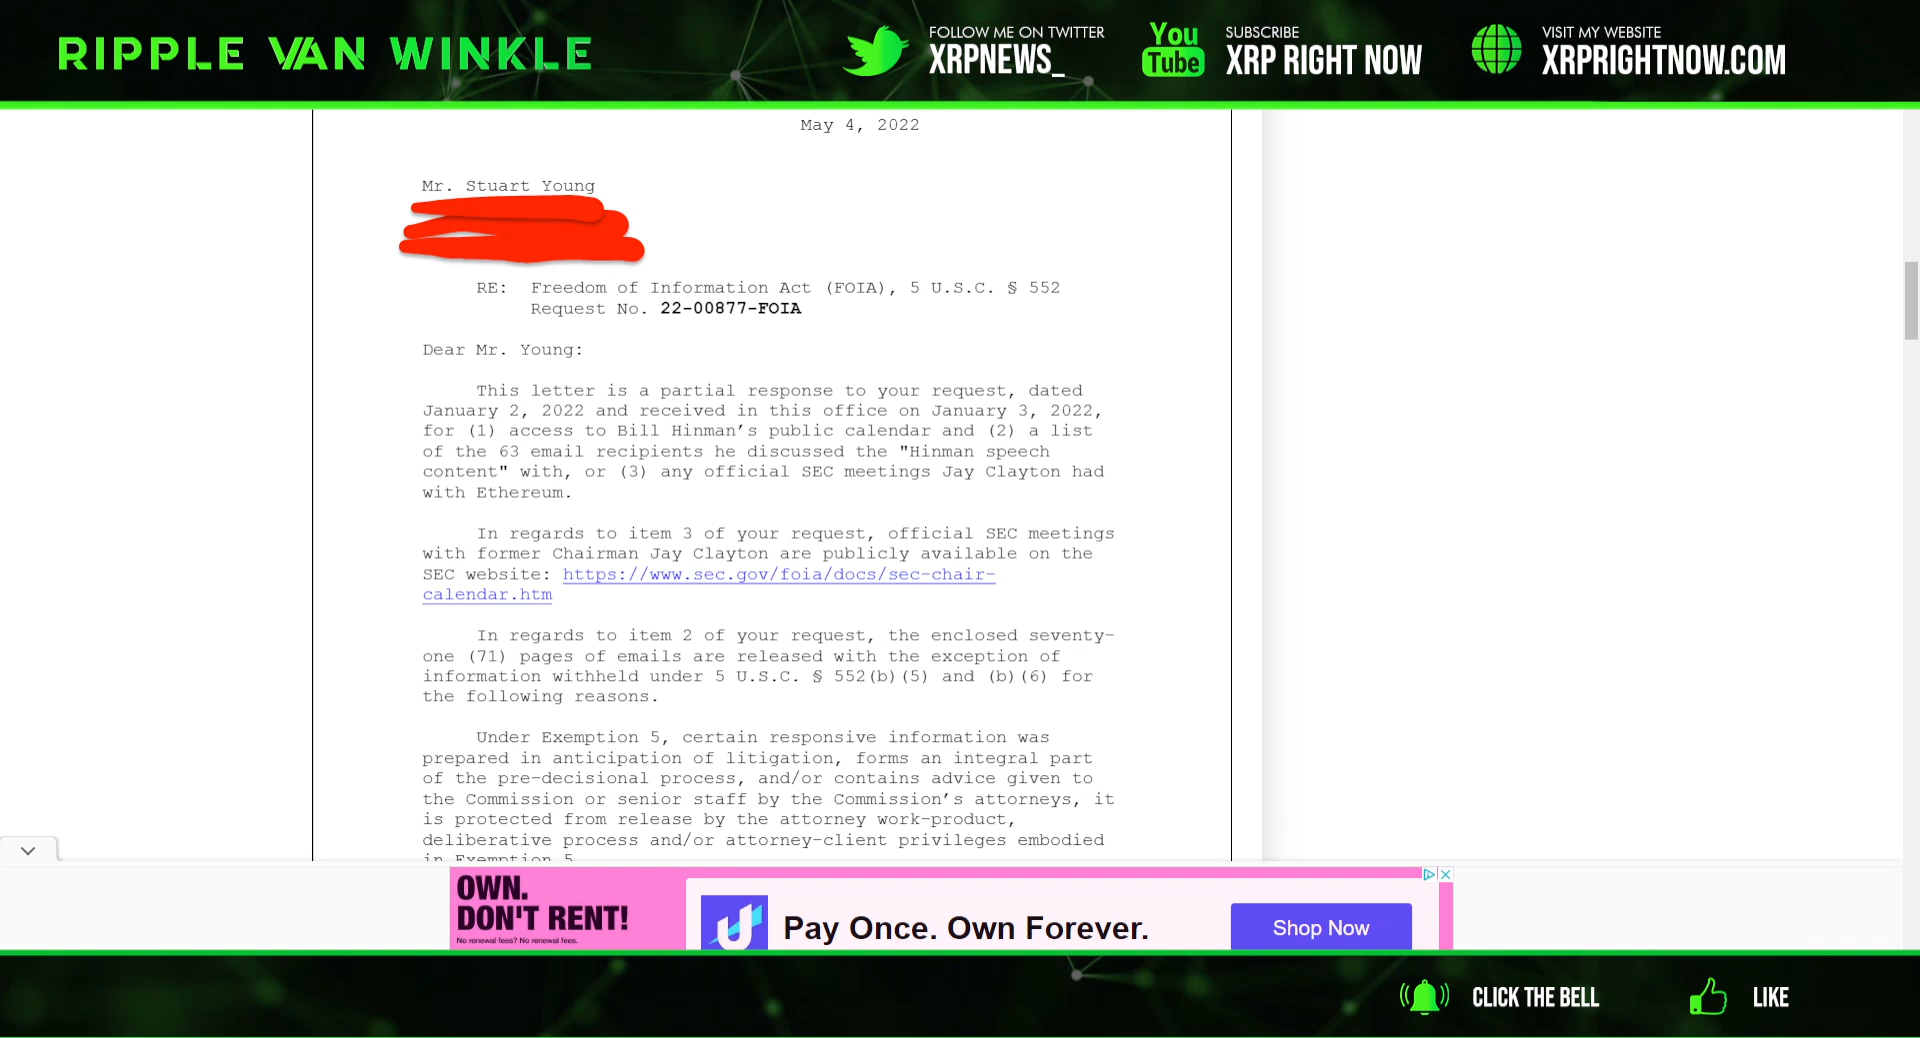 RIPPLE VAN WINKLE
FOLLOW ME ON TWITTER
XRPNEWS_
You
Tube
SUBSCRIBE
XRP RIGHT NOW
VISIT MY WEBSITE
XRPRIGHTNOW.COM
May 4, 2022
Mr. Stuart Young
RE: Freedom of Information Act (FOIA), 5 U.S.C. § 552
Request No. 22-00877-FOIA
Dear Mr. Young:
This letter is a partial response to your request, dated
January 2, 2022 and received in this office on January 3, 2022,
for (1) access to Bill Hinman’s public calendar and (2) a list
of the 63 email recipients he discussed the "Hinman speech
content" with, or (3) any official SEC meetings Jay Clayton had
with Ethereum.
In regards to item 3 of your request, official SEC meetings
with former Chairman Jay Clayton are publicly available on the
SEC website: https://www.sec.gov/foia/docs/sec-chair-
calendar.htm
In regards to item 2 of your request, the enclosed seventy-
one (71) pages of emails are released with the exception of
information withheld under 5 U.S.C. § 552(b)(5) and (b)(6) for
the following reasons.
Under Exemption 5, certain responsive information was
prepared in anticipation of litigation, forms an integral part
of the pre-decisional process, and/or contains advice given to
the Commission or senior staff by the Commission’s attorneys, it
is protected from release by the attorney work-product,
deliberative process and/or attorney-client privileges embodied
in Exemption 5
OWN.
DON'T RENT!
No renewal fees? No renewal fees.
Pay Once. Own Forever.
Shop Now
CLICK THE BELL
LIKE